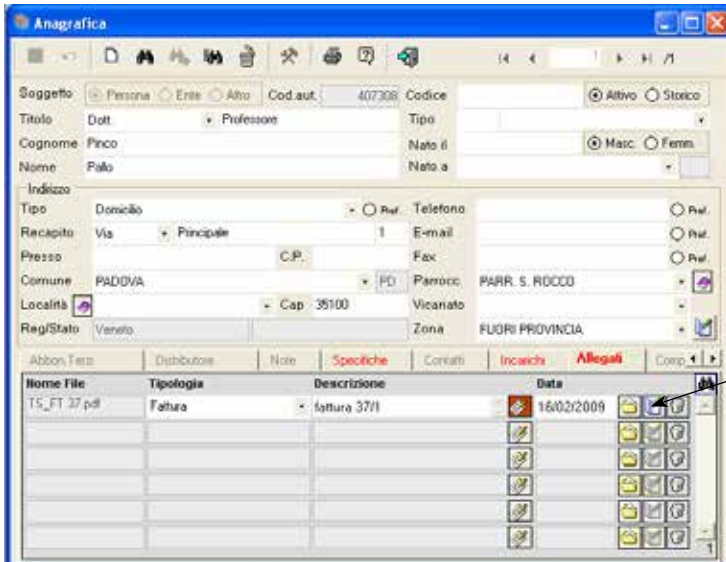 Anagrafica
1 /1
Soggetto Persona Ente Altro Cod.aut. 407308 Codice Attivo Storico
Titolo Dott. Professore Tipo
Cognome Pinco Nato il Masc. Femm.
Nome Pallo Nato a
Indirizzo
Tipo Domicilio Pref. Telefono Pref.
Recapito Via Principale 1 E-mail Pref.
Presso C.P. Fax Pref.
Comune PADOVA PD Parrocc. PARR. S. ROCCO
Località Cap 35100 Vicariato
Reg/Stato Veneto Zona FUORI PROVINCIA
Abbon.Terzi Distributore Note Specifiche Contatti Incarichi Allegati Comp
Nome File Tipologia Descrizione Data
TS_FT 37.pdf Fattura fattura 37/1 16/02/2009
1